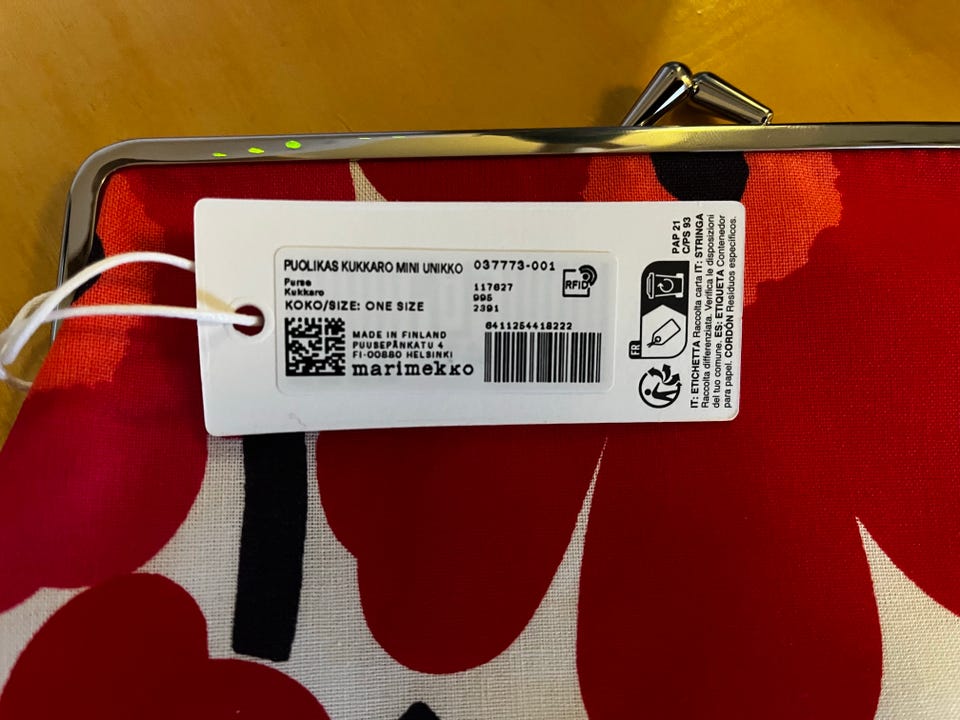 PUOLIKAS KUKKARO MINI UNIKKO 037773-001
Purse
Kukkaro
117627
995
KOKO/SIZE: ONE SIZE 2391
RFID
MADE IN FINLAND
PUUSEPÄNKATU 4
FI-00880 HELSINKI
marimekko
6411254418222
PAP 21
C/PS 93
FR
IT: ETICHETTA Raccolta carta IT: STRINGA
Raccolta differenziata. Verifica le disposizioni
del tuo comune. ES: ETIQUETA Contenedor
para papel. CORDÓN Residuos específicos.